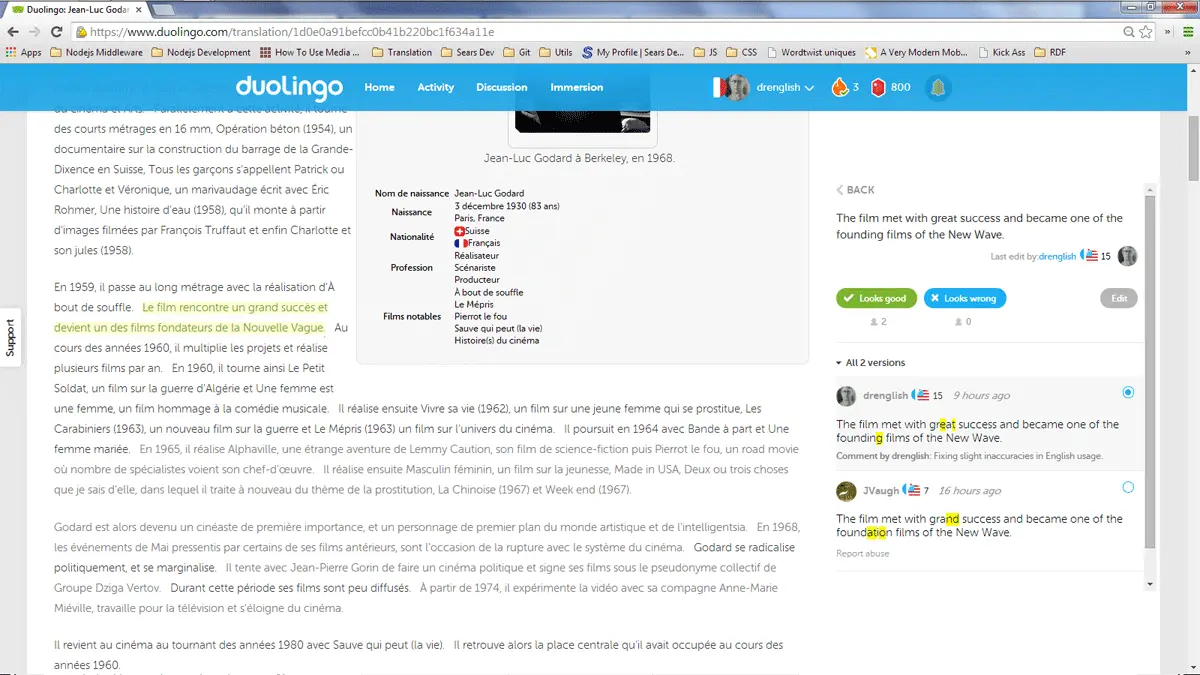 Duolingo: Jean-Luc Godar
https://www.duolingo.com/translation/1d0e0a91befcc0b41b220bc1f634a11e
Apps Nodejs Middleware Nodejs Development How To Use Media ... Translation Sears Dev Git Utils My Profile | Sears De... JS CSS Wordtwist uniques A Very Modern Mob... Kick Ass RDF
duolingo Home Activity Discussion Immersion drenglish 3 800
des courts métrages en 16 mm, Opération béton (1954), un
documentaire sur la construction du barrage de la Grande-
Dixence en Suisse, Tous les garçons s'appellent Patrick ou
Charlotte et Véronique, un marivaudage écrit avec Éric
Rohmer, Une histoire d'eau (1958), qu'il monte à partir
d'images filmées par François Truffaut et enfin Charlotte et
son jules (1958).
En 1959, il passe au long métrage avec la réalisation d'À
bout de souffle. Le film rencontre un grand succès et
devient un des films fondateurs de la Nouvelle Vague. Au
cours des années 1960, il multiplie les projets et réalise
plusieurs films par an. En 1960, il tourne ainsi Le Petit
Soldat, un film sur la guerre d'Algérie et Une femme est
une femme, un film hommage à la comédie musicale. Il réalise ensuite Vivre sa vie (1962), un film sur une jeune femme qui se prostitue, Les
Carabiniers (1963), un nouveau film sur la guerre et Le Mépris (1963) un film sur l'univers du cinéma. Il poursuit en 1964 avec Bande à part et Une
femme mariée. En 1965, il réalise Alphaville, une étrange aventure de Lemmy Caution, son film de science-fiction puis Pierrot le fou, un road movie
où nombre de spécialistes voient son chef-d'œuvre. Il réalise ensuite Masculin féminin, un film sur la jeunesse, Made in USA, Deux ou trois choses
que je sais d'elle, dans lequel il traite à nouveau du thème de la prostitution, La Chinoise (1967) et Week end (1967).
Godard est alors devenu un cinéaste de première importance, et un personnage de premier plan du monde artistique et de l'intelligentsia. En 1968,
les événements de Mai pressentis par certains de ses films antérieurs, sont l'occasion de la rupture avec le système du cinéma. Godard se radicalise
politiquement, et se marginalise. Il tente avec Jean-Pierre Gorin de faire un cinéma politique et signe ses films sous le pseudonyme collectif de
Groupe Dziga Vertov. Durant cette période ses films sont peu diffusés. À partir de 1974, il expérimente la vidéo avec sa compagne Anne-Marie
Miéville, travaille pour la télévision et s'éloigne du cinéma.
Il revient au cinéma au tournant des années 1980 avec Sauve qui peut (la vie). Il retrouve alors la place centrale qu'il avait occupée au cours des
années 1960.
Jean-Luc Godard à Berkeley, en 1968.
Nom de naissance Jean-Luc Godard
Naissance 3 décembre 1930 (83 ans)
Paris, France
Nationalité Suisse
Français
Profession Réalisateur
Scénariste
Producteur
Films notables À bout de souffle
Le Mépris
Pierrot le fou
Sauve qui peut (la vie)
Histoire(s) du cinéma
Support
BACK
The film met with great success and became one of the
founding films of the New Wave.
Last edit by:drenglish 15
Looks good Looks wrong Edit
2 0
All 2 versions
drenglish 15 9 hours ago
The film met with great success and became one of the
founding films of the New Wave.
Comment by drenglish: Fixing slight inaccuracies in English usage.
JVaugh 7 16 hours ago
The film met with grand success and became one of the
foundation films of the New Wave.
Report abuse